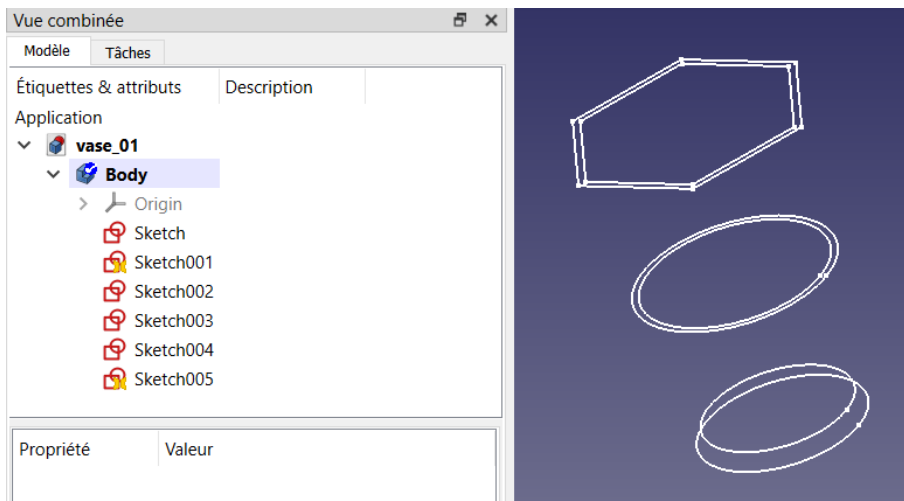 Vue combinée
Modèle Tâches
Étiquettes & attributs Description
Application
vase_01
Body
Origin
Sketch
Sketch001
Sketch002
Sketch003
Sketch004
Sketch005
Propriété Valeur